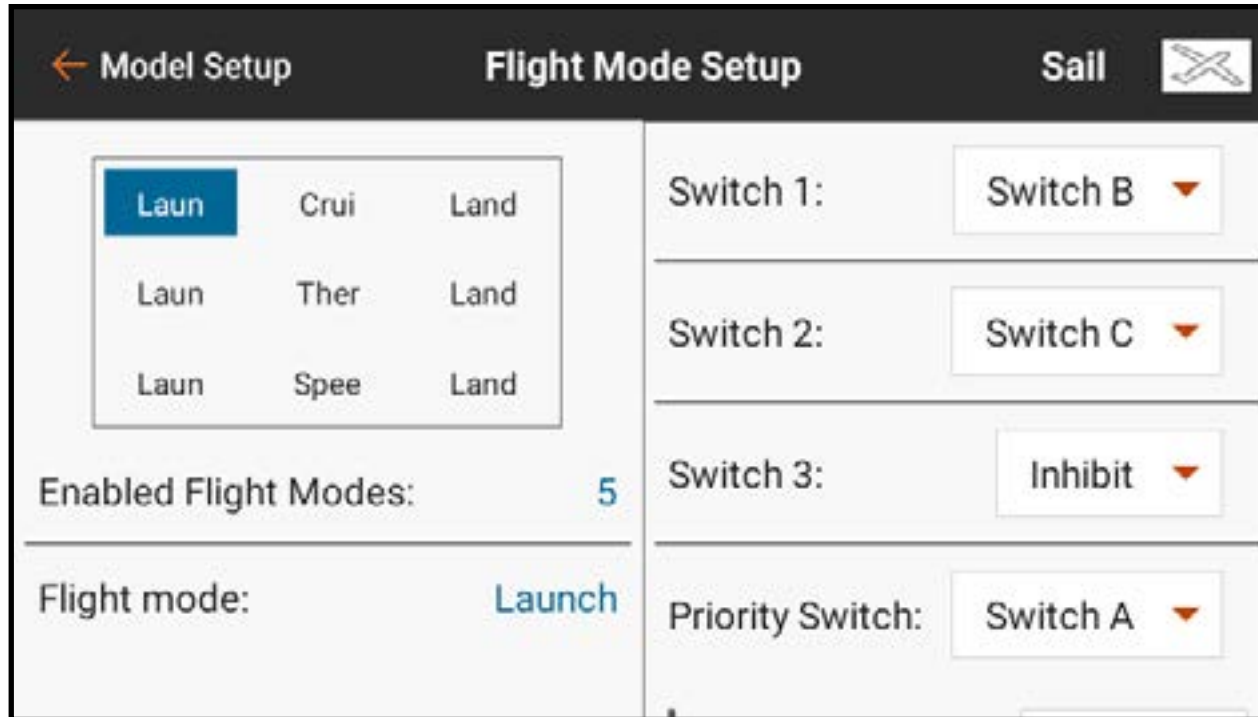 ← Model Setup Flight Mode Setup Sail
Laun Crui Land
Laun Ther Land
Laun Spee Land
Enabled Flight Modes: 5
Flight mode: Launch
Switch 1: Switch B
Switch 2: Switch C
Switch 3: Inhibit
Priority Switch: Switch A